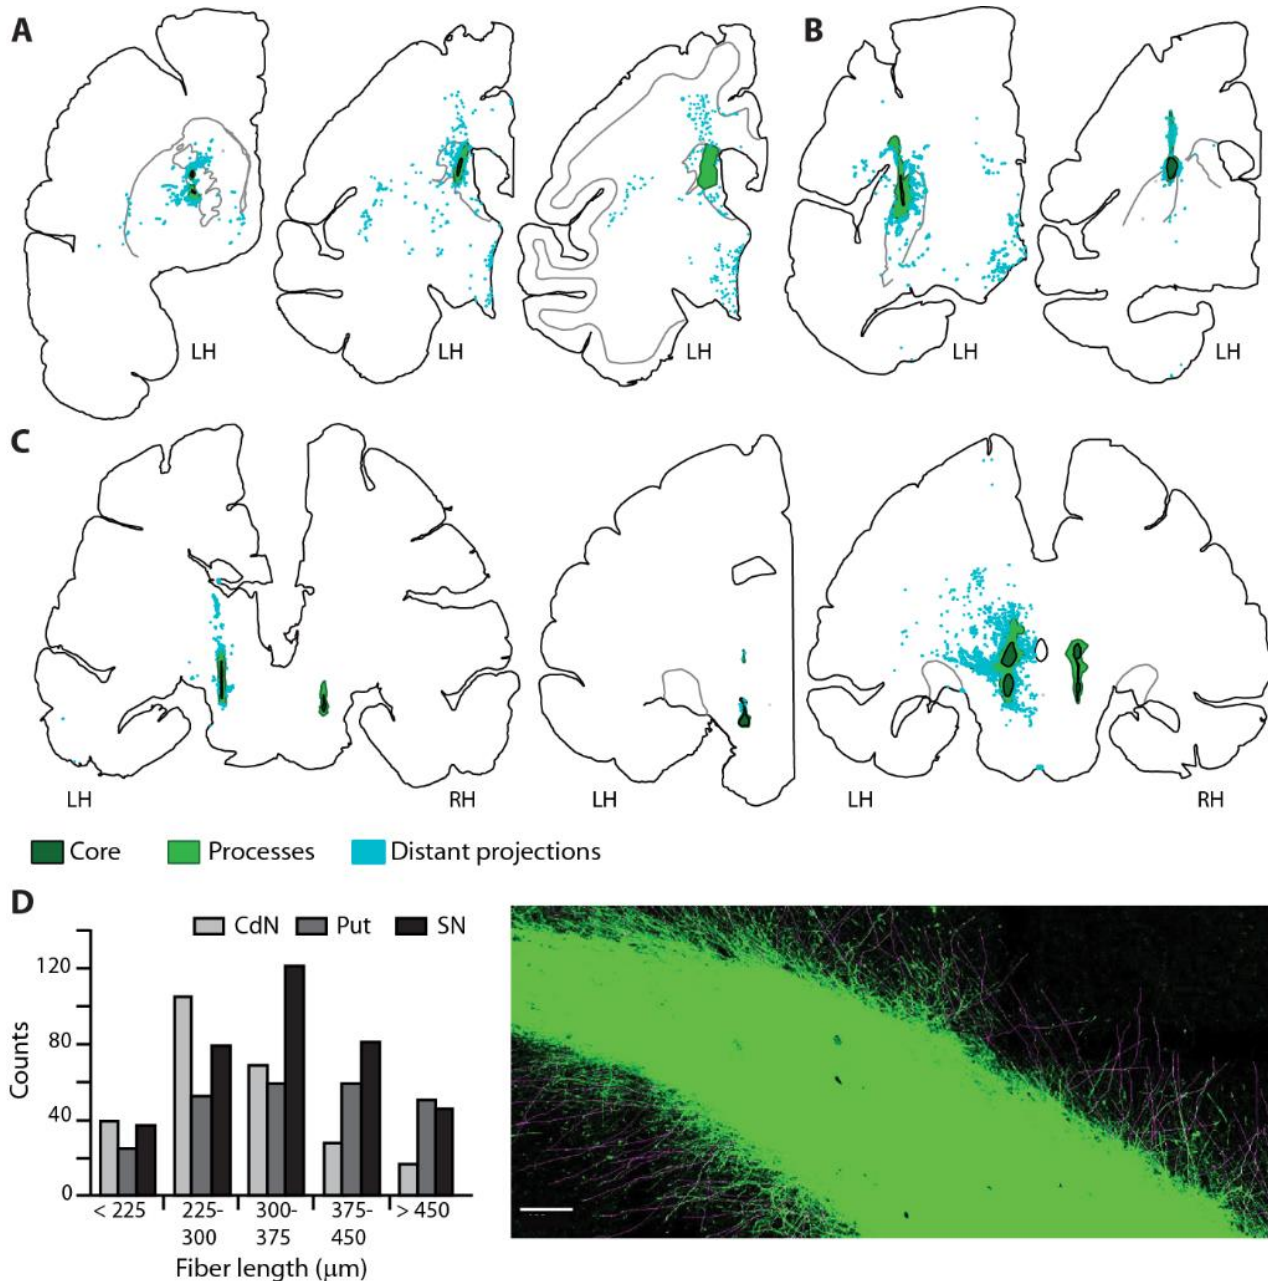 A
B
LH
LH
LH
LH
LH
C
LH
RH
LH
LH
RH
Core
Processes
Distant projections
D
CdN
Put
SN
120
80
40
0
Counts
< 225
225-
300
300-
375
375-
450
> 450
Fiber length (μm)